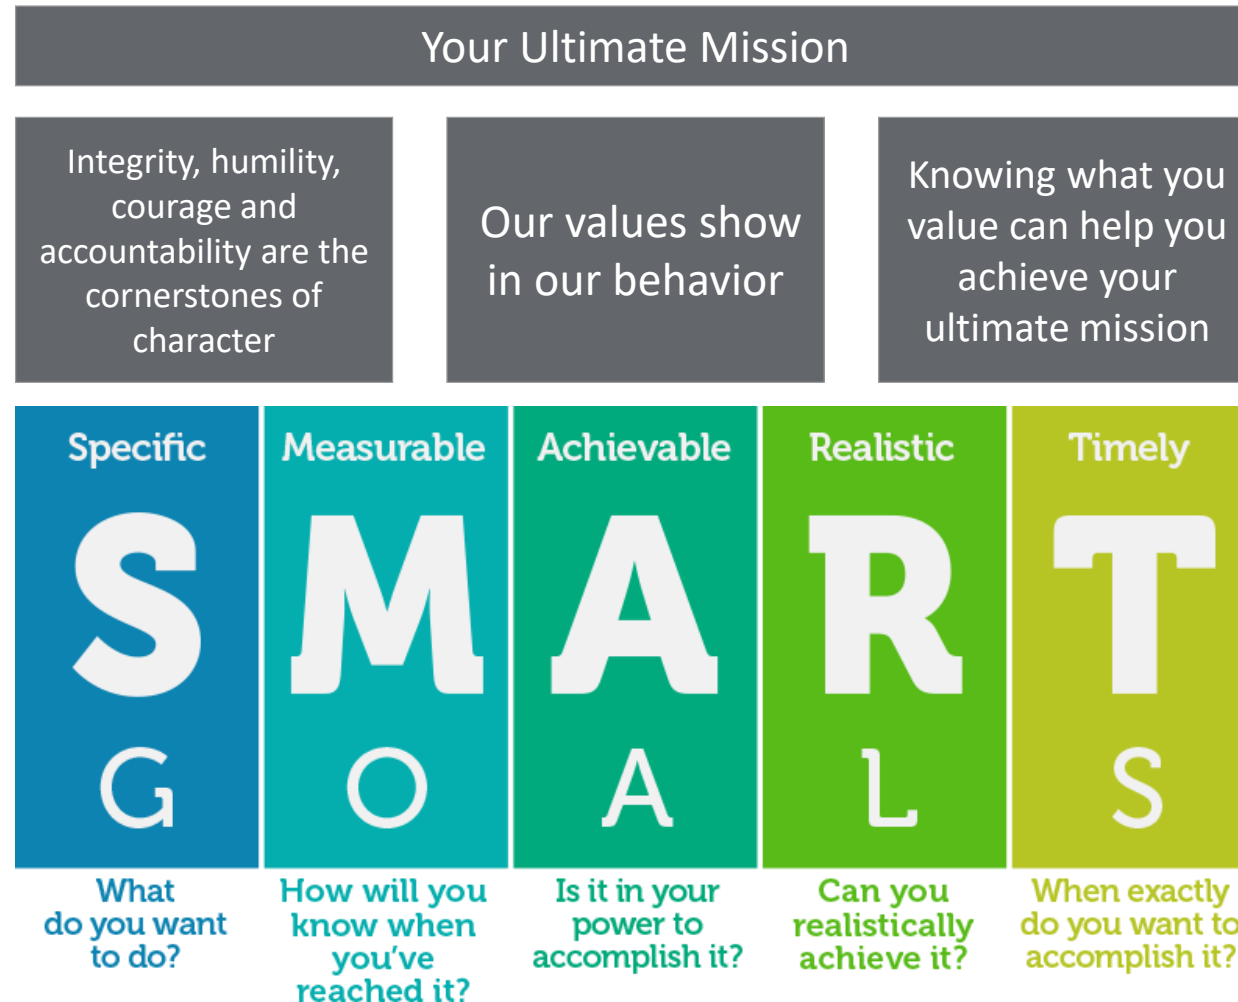 Your Ultimate Mission
Integrity, humility,
courage and
accountability are the
cornerstones of
character
Our values show
in our behavior
Knowing what you
value can help you
achieve your
ultimate mission
Specific Measurable Achievable Realistic Timely
S M A R T
G O A L S
What
do you want
to do?
How will you
know when
you've
reached it?
Is it in your
power to
accomplish it?
Can you
realistically
achieve it?
When exactly
do you want to
accomplish it?